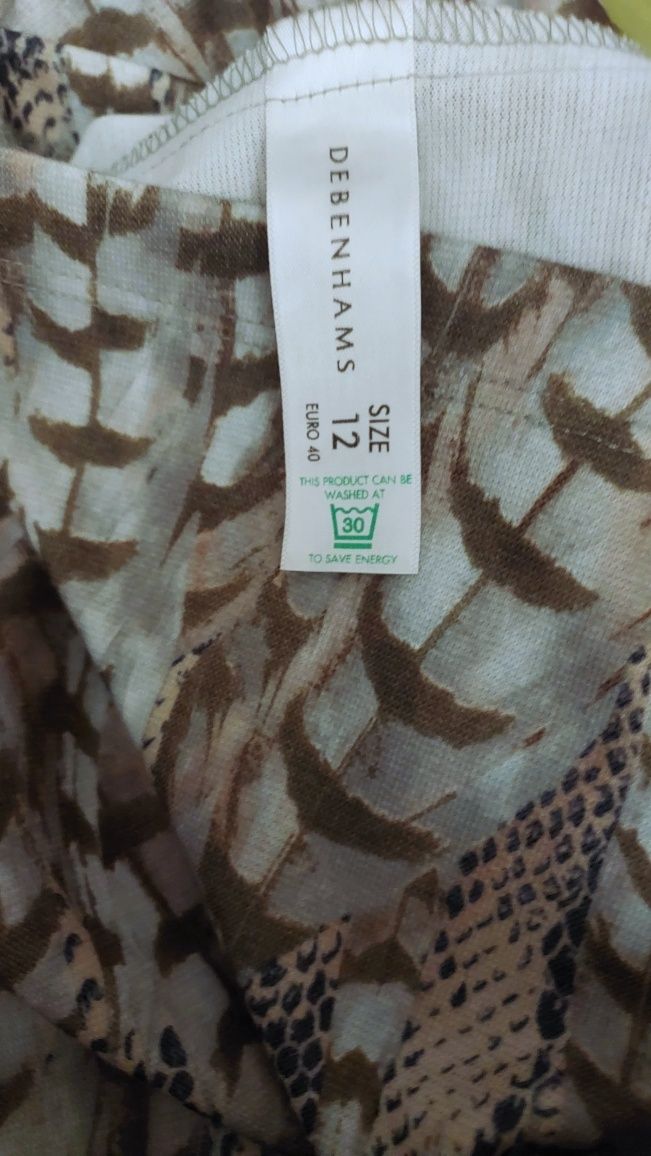 DEBENHAMS
SIZE
12
EURO 40
THIS PRODUCT CAN BE
WASHED AT
30
TO SAVE ENERGY